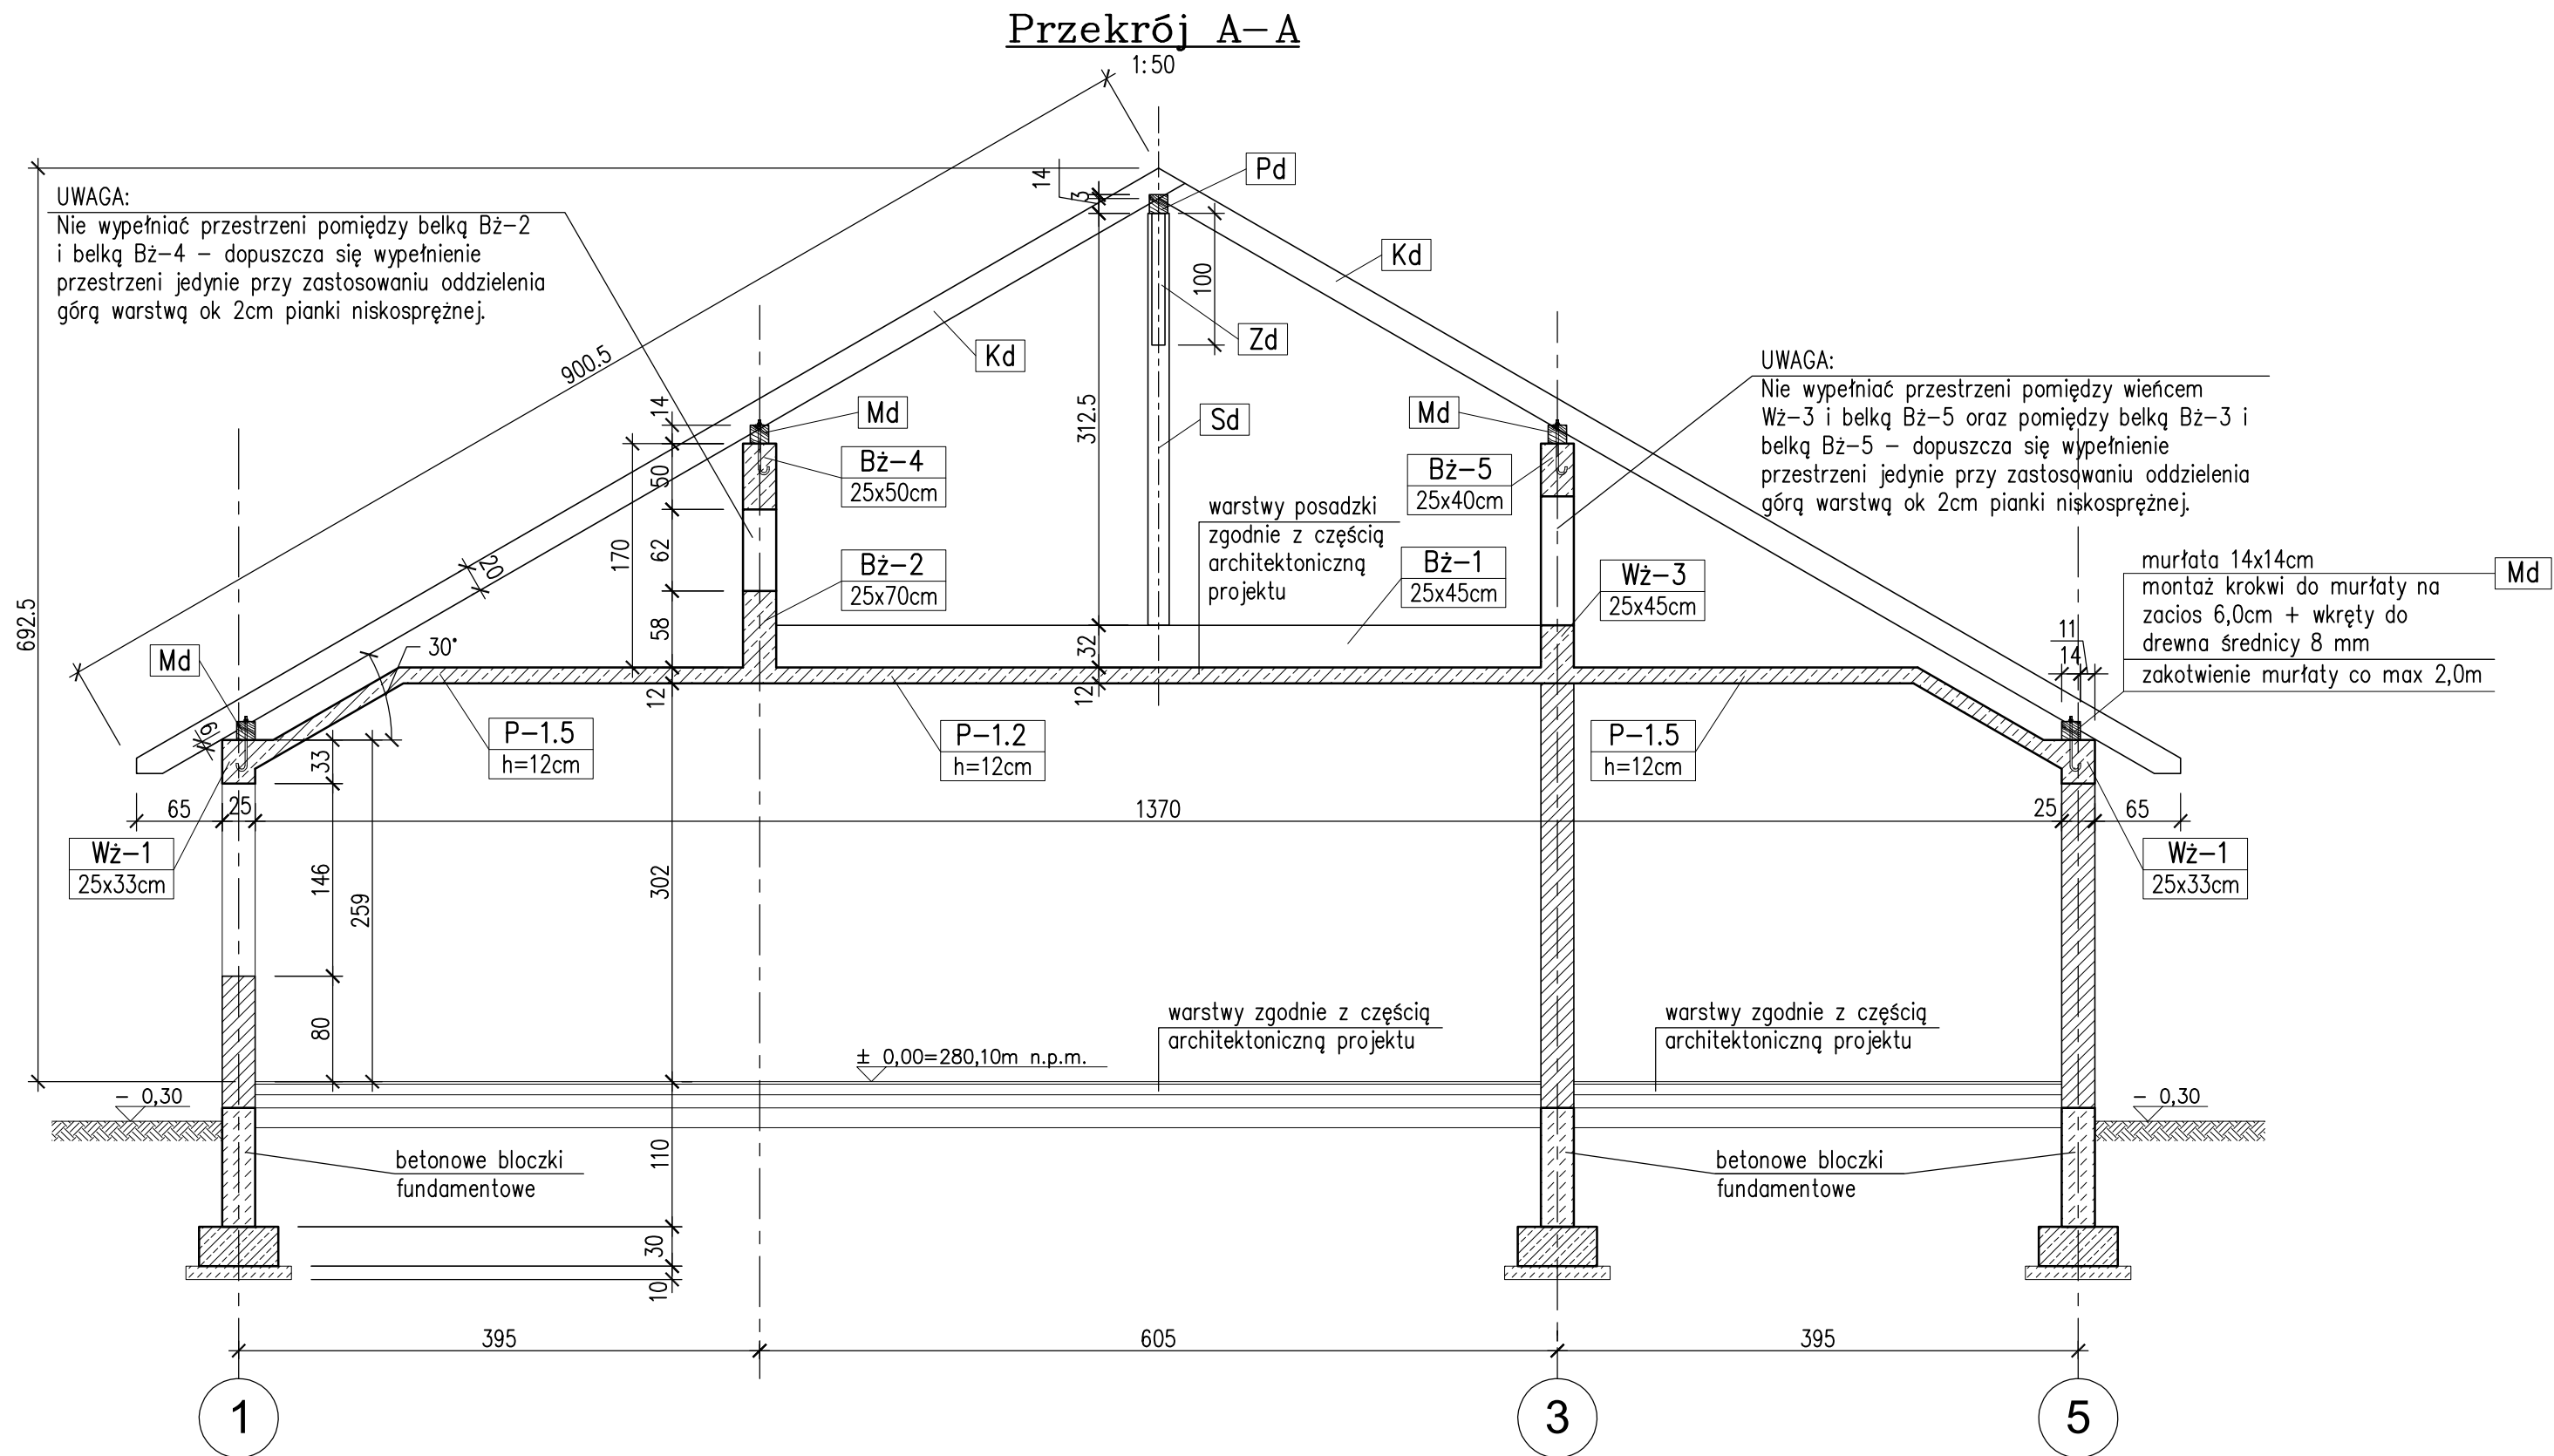 Przekrój A-A
1:50
UWAGA:
Nie wypełniać przestrzeni pomiędzy belką Bż-2
i belką Bż-4 - dopuszcza się wypełnienie
przestrzeni jedynie przy zastosowaniu oddzielenia
górą warstwą ok 2cm pianki niskosprężnej.
900.5
14
3
Pd
Kd
100
Zd
Kd
312.5
Sd
UWAGA:
Nie wypełniać przestrzeni pomiędzy wieńcem
Wż-3 i belką Bż-5 oraz pomiędzy belką Bż-3 i
belką Bż-5 - dopuszcza się wypełnienie
przestrzeni jedynie przy zastosowaniu oddzielenia
górą warstwą ok 2cm pianki niskosprężnej.
14
Md
Md
50
Bż-4
25x50cm
Bż-5
25x40cm
170
62
58
Bż-2
25x70cm
warstwy posadzki
zgodnie z częścią
architektoniczną
projektu
Bż-1
25x45cm
Wż-3
25x45cm
murłata 14x14cm
Md
montaż krokwi do murłaty na
zacios 6,0cm + wkręty do
drewna średnicy 8 mm
zakotwienie murłaty co max 2,0m
11
14
692.5
20
30°
Md
32
12
12
6
P-1.5
h=12cm
P-1.2
h=12cm
P-1.5
h=12cm
33
65
25
1370
25
65
Wż-1
25x33cm
146
259
302
Wż-1
25x33cm
80
warstwy zgodnie z częścią
architektoniczną projektu
warstwy zgodnie z częścią
architektoniczną projektu
± 0,00=280,10m n.p.m.
- 0,30
- 0,30
110
betonowe bloczki
fundamentowe
betonowe bloczki
fundamentowe
30
10
395
605
395
1
3
5